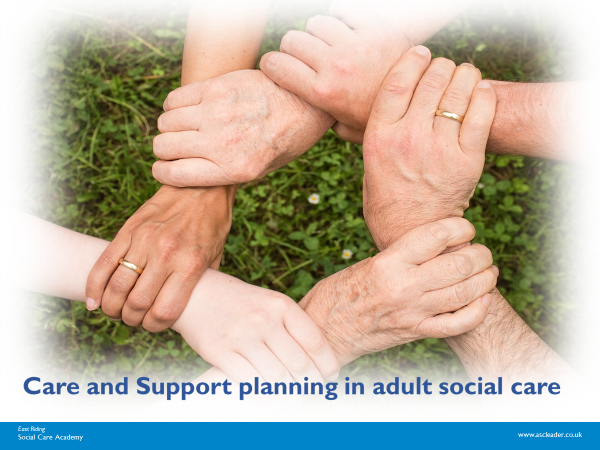 Care and Support planning in adult social care
East Riding
Social Care Academy
www.ascleader.co.uk